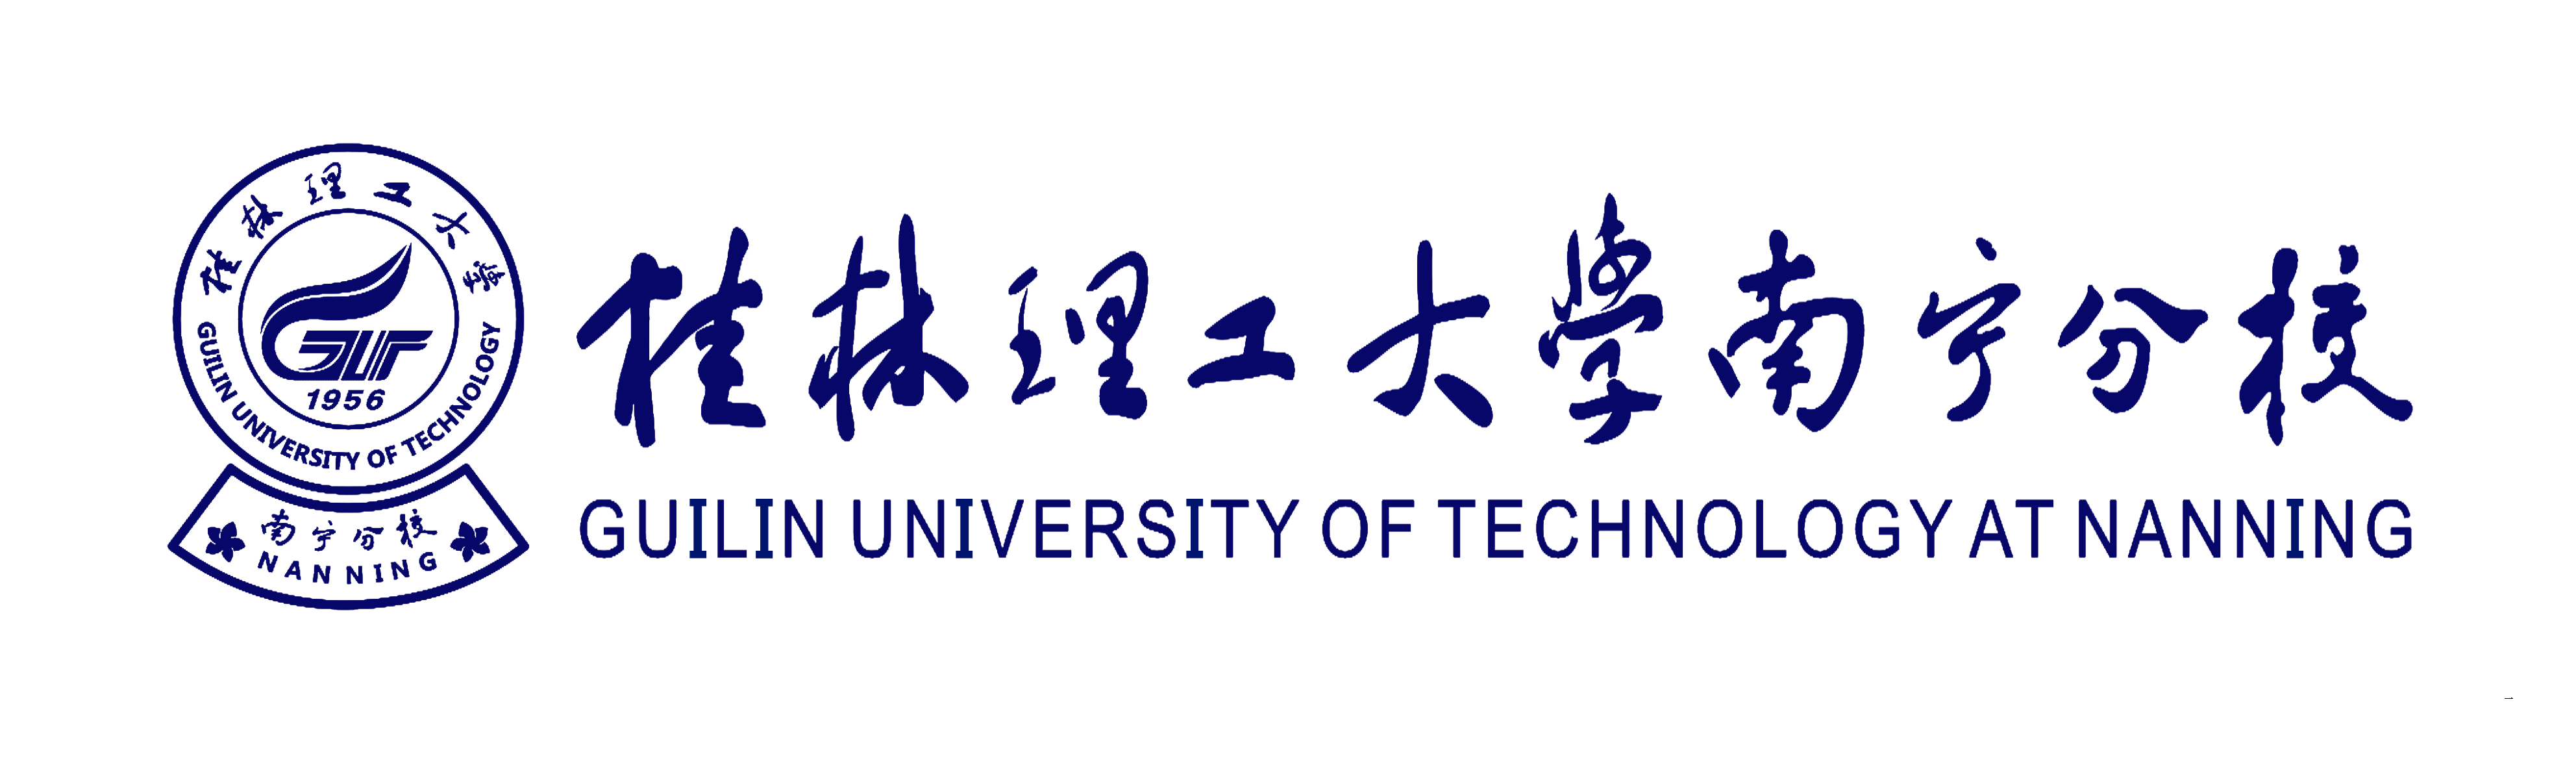 桂林理工大學
GUT
1956
GUILIN UNIVERSITY OF TECHNOLOGY
南宁分校
NANNING
桂林理工大學南宁分校
GUILIN UNIVERSITY OF TECHNOLOGY AT NANNING